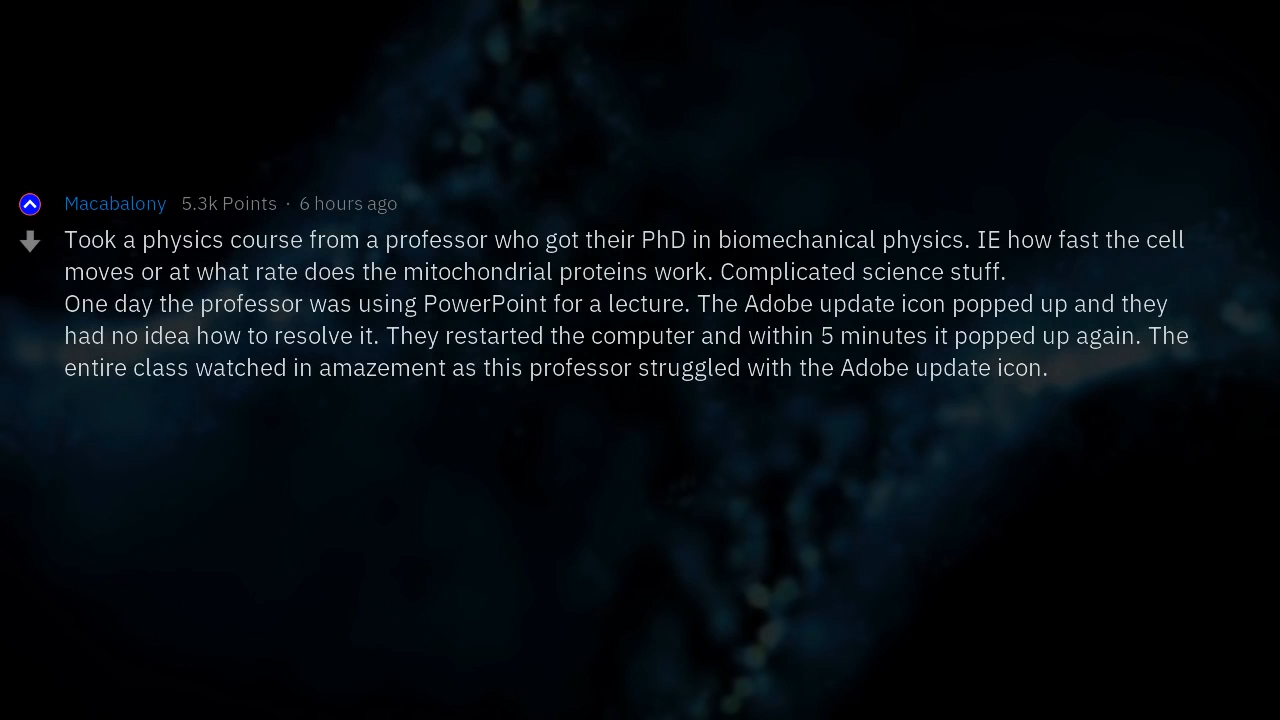 Macabalony 5.3k Points · 6 hours ago
Took a physics course from a professor who got their PhD in biomechanical physics. IE how fast the cell
moves or at what rate does the mitochondrial proteins work. Complicated science stuff.
One day the professor was using PowerPoint for a lecture. The Adobe update icon popped up and they
had no idea how to resolve it. They restarted the computer and within 5 minutes it popped up again. The
entire class watched in amazement as this professor struggled with the Adobe update icon.